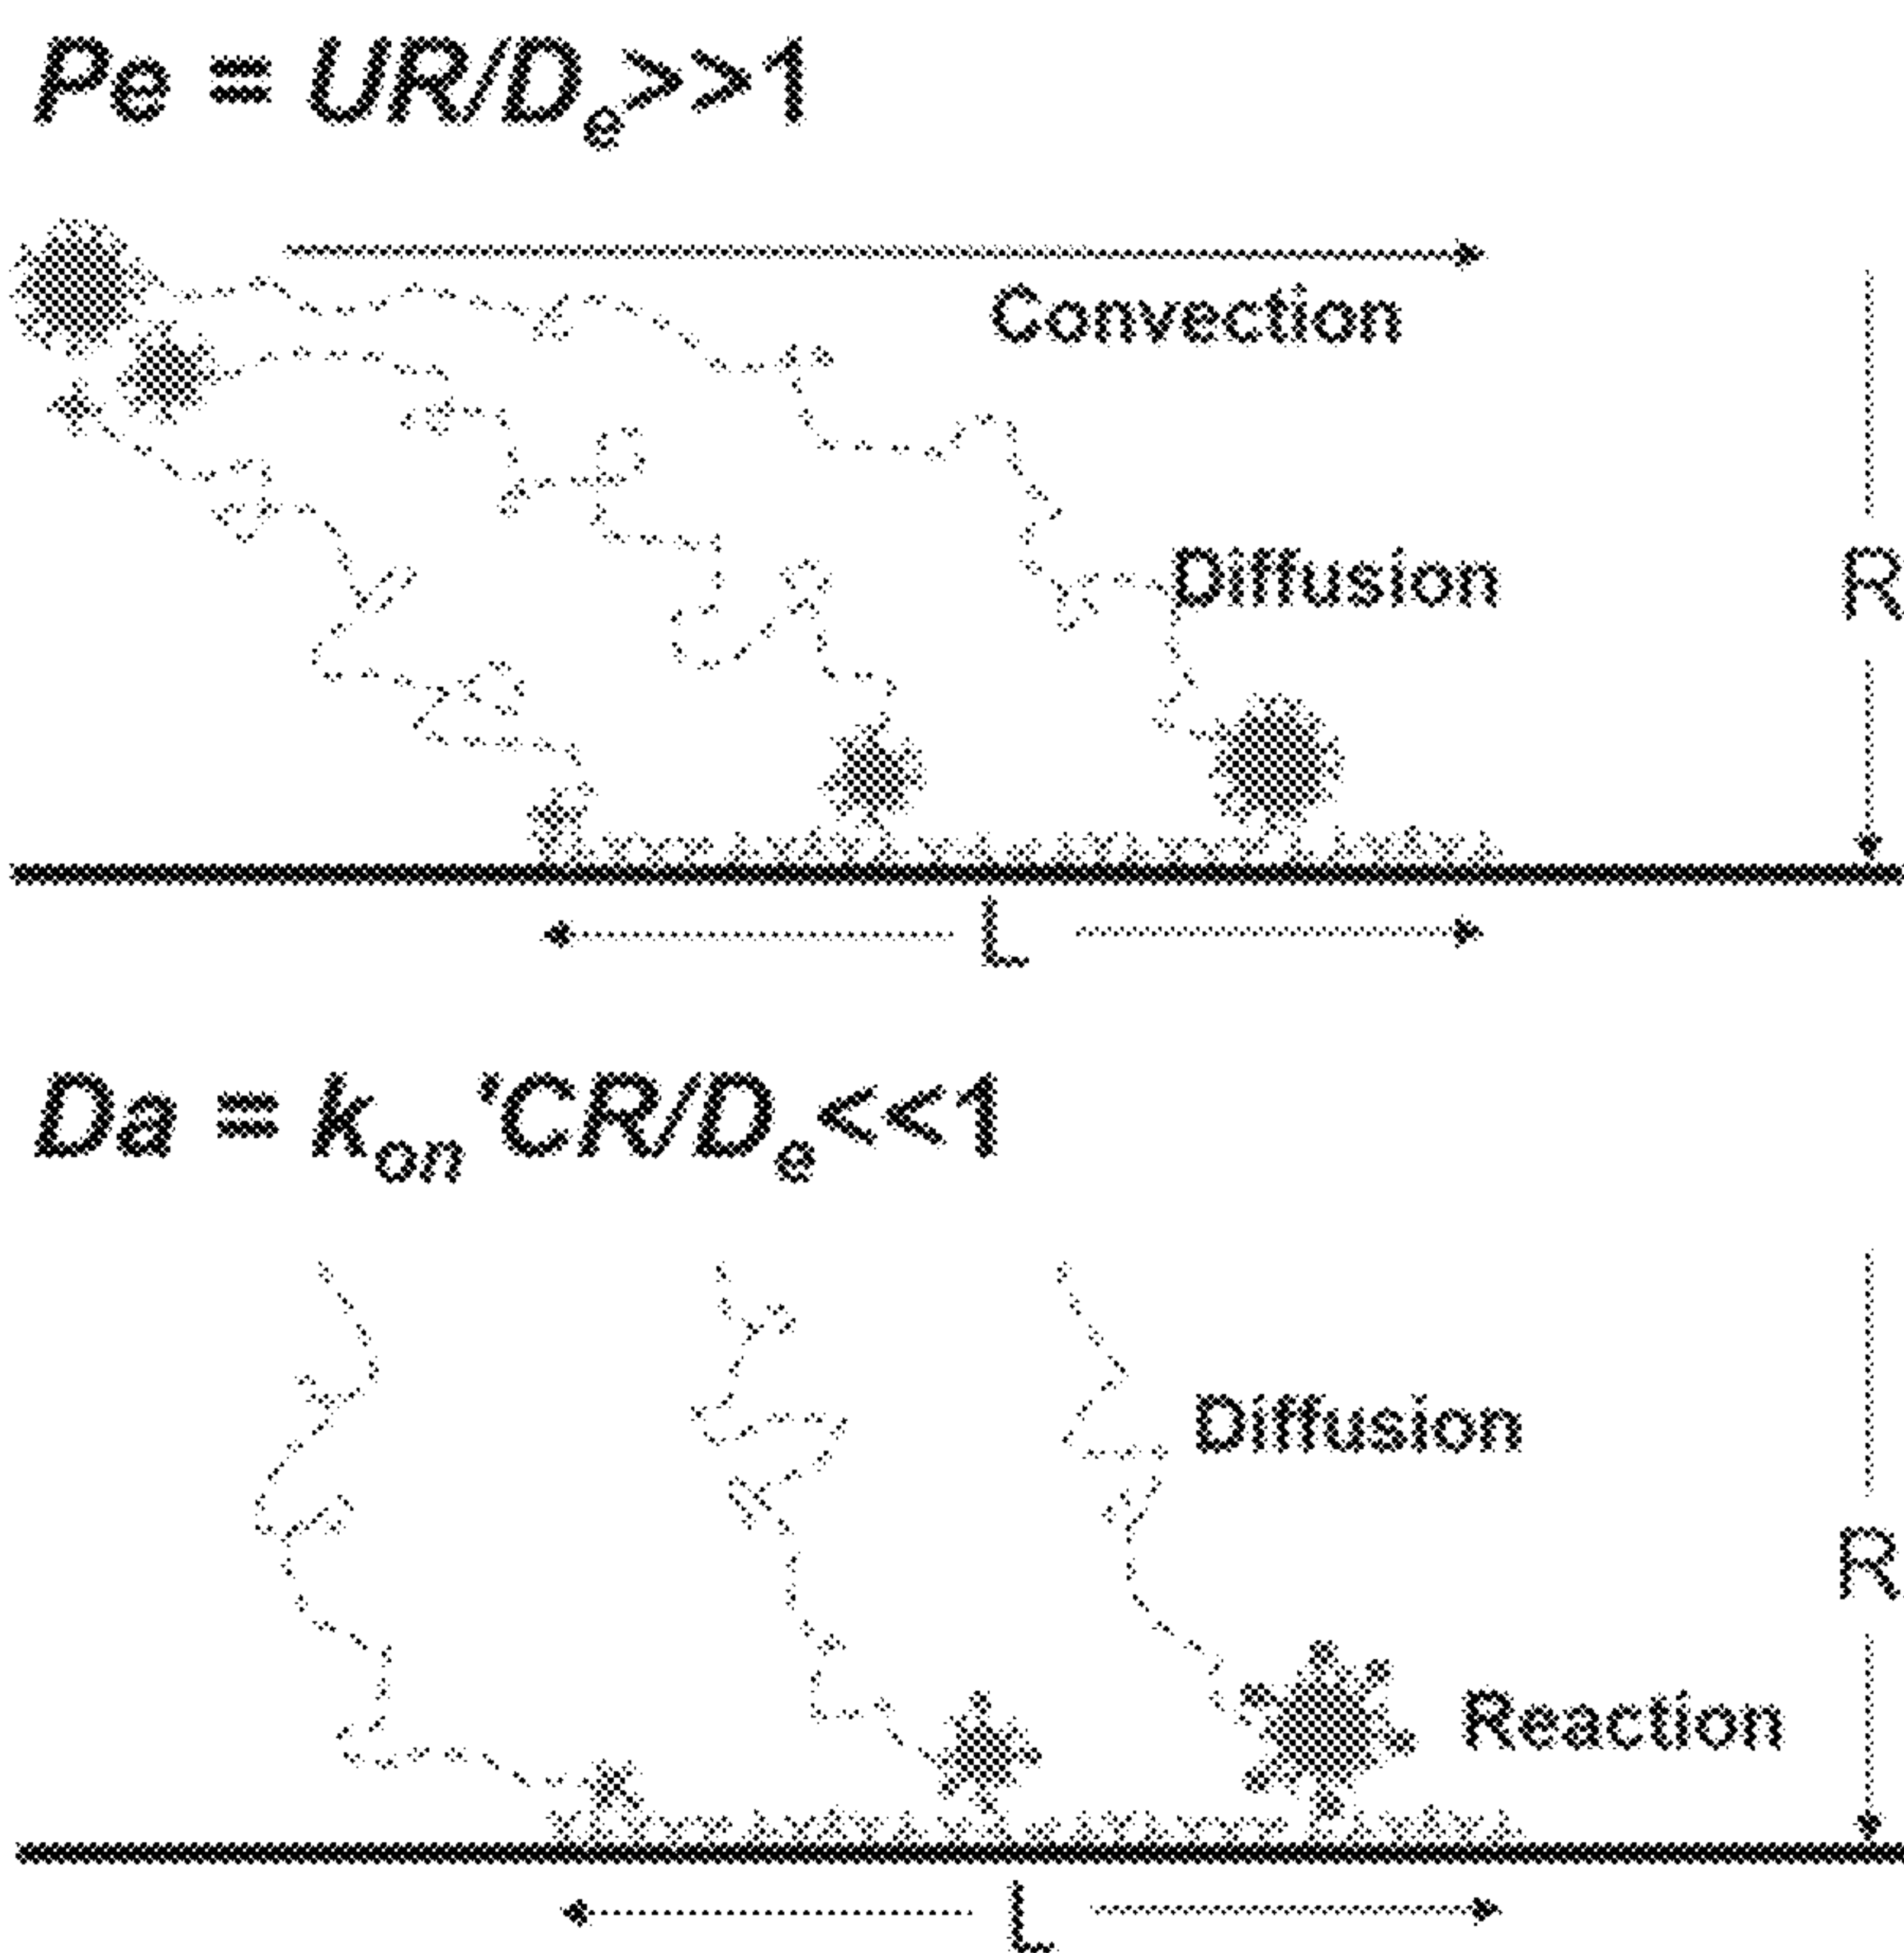 Pe = UR/Dₑ>>1
Convection
Diffusion
R
L
Da = kₒₙ'CR/Dₑ<<1
Diffusion
R
Reaction
L